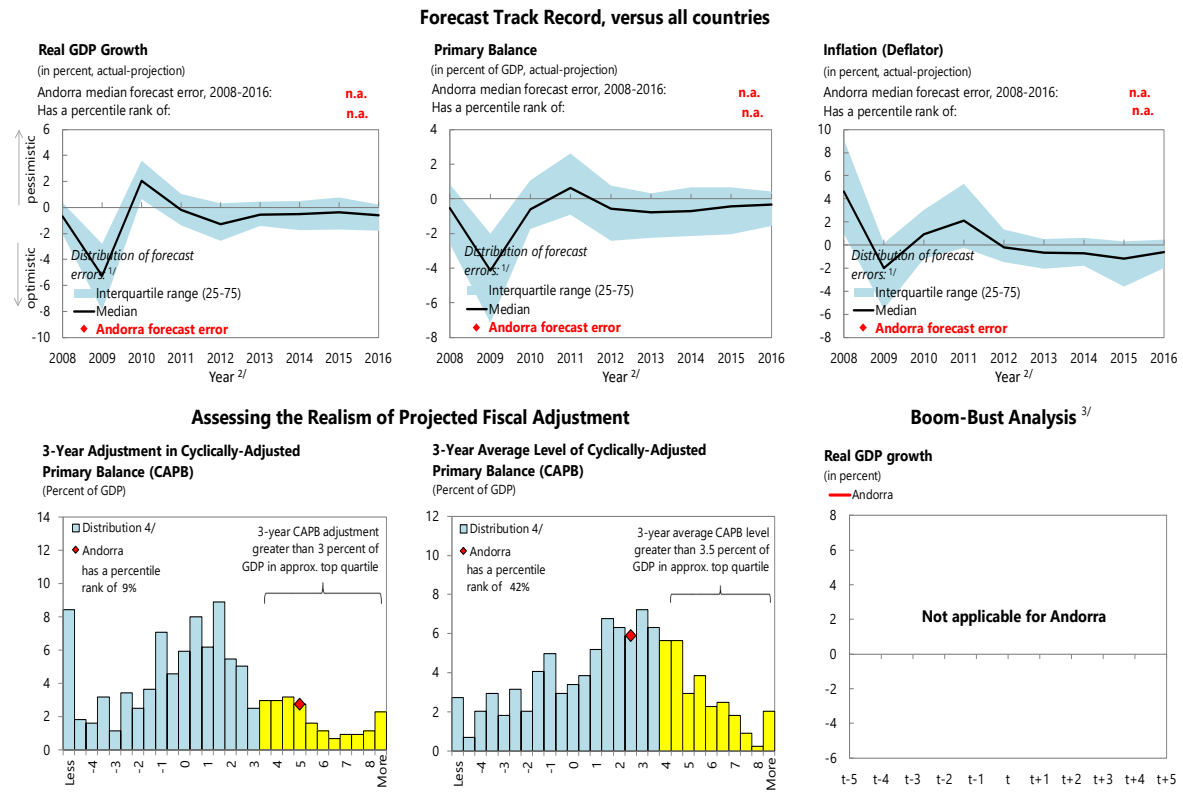 Forecast Track Record, versus all countries
Real GDP Growth
(in percent, actual-projection)
Andorra median forecast error, 2008-2016: n.a.
Has a percentile rank of: n.a.
pessimistic
optimistic
6
4
2
0
-2
-4
-6
-8
-10
Distribution of forecast
errors: 1/
Interquartile range (25-75)
Median
Andorra forecast error
2008 2009 2010 2011 2012 2013 2014 2015 2016
Year 2/
Primary Balance
(in percent of GDP, actual-projection)
Andorra median forecast error, 2008-2016: n.a.
Has a percentile rank of: n.a.
4
2
0
-2
-4
-6
-8
Distribution of forecast
errors: 1/
Interquartile range (25-75)
Median
Andorra forecast error
2008 2009 2010 2011 2012 2013 2014 2015 2016
Year 2/
Inflation (Deflator)
(in percent, actual-projection)
Andorra median forecast error, 2008-2016: n.a.
Has a percentile rank of: n.a.
10
8
6
4
2
0
-2
-4
-6
-8
Distribution of forecast
errors: 1/
Interquartile range (25-75)
Median
Andorra forecast error
2008 2009 2010 2011 2012 2013 2014 2015 2016
Year 2/
Assessing the Realism of Projected Fiscal Adjustment
3-Year Adjustment in Cyclically-Adjusted
Primary Balance (CAPB)
(Percent of GDP)
14
12
10
8
6
4
2
0
Distribution 4/
Andorra
has a percentile
rank of 9%
3-year CAPB adjustment
greater than 3 percent of
GDP in approx. top quartile
Less -4 -3 -2 -1 0 1 2 3 4 5 6 7 8 More
3-Year Average Level of Cyclically-Adjusted
Primary Balance (CAPB)
(Percent of GDP)
12
10
8
6
4
2
0
Distribution 4/
Andorra
has a percentile
rank of 42%
3-year average CAPB level
greater than 3.5 percent of
GDP in approx. top quartile
Less -4 -3 -2 -1 0 1 2 3 4 5 6 7 8 More
Boom-Bust Analysis 3/
Real GDP growth
(in percent)
Andorra
8
6
4
2
0
-2
-4
-6
Not applicable for Andorra
t-5 t-4 t-3 t-2 t-1 t t+1 t+2 t+3 t+4 t+5